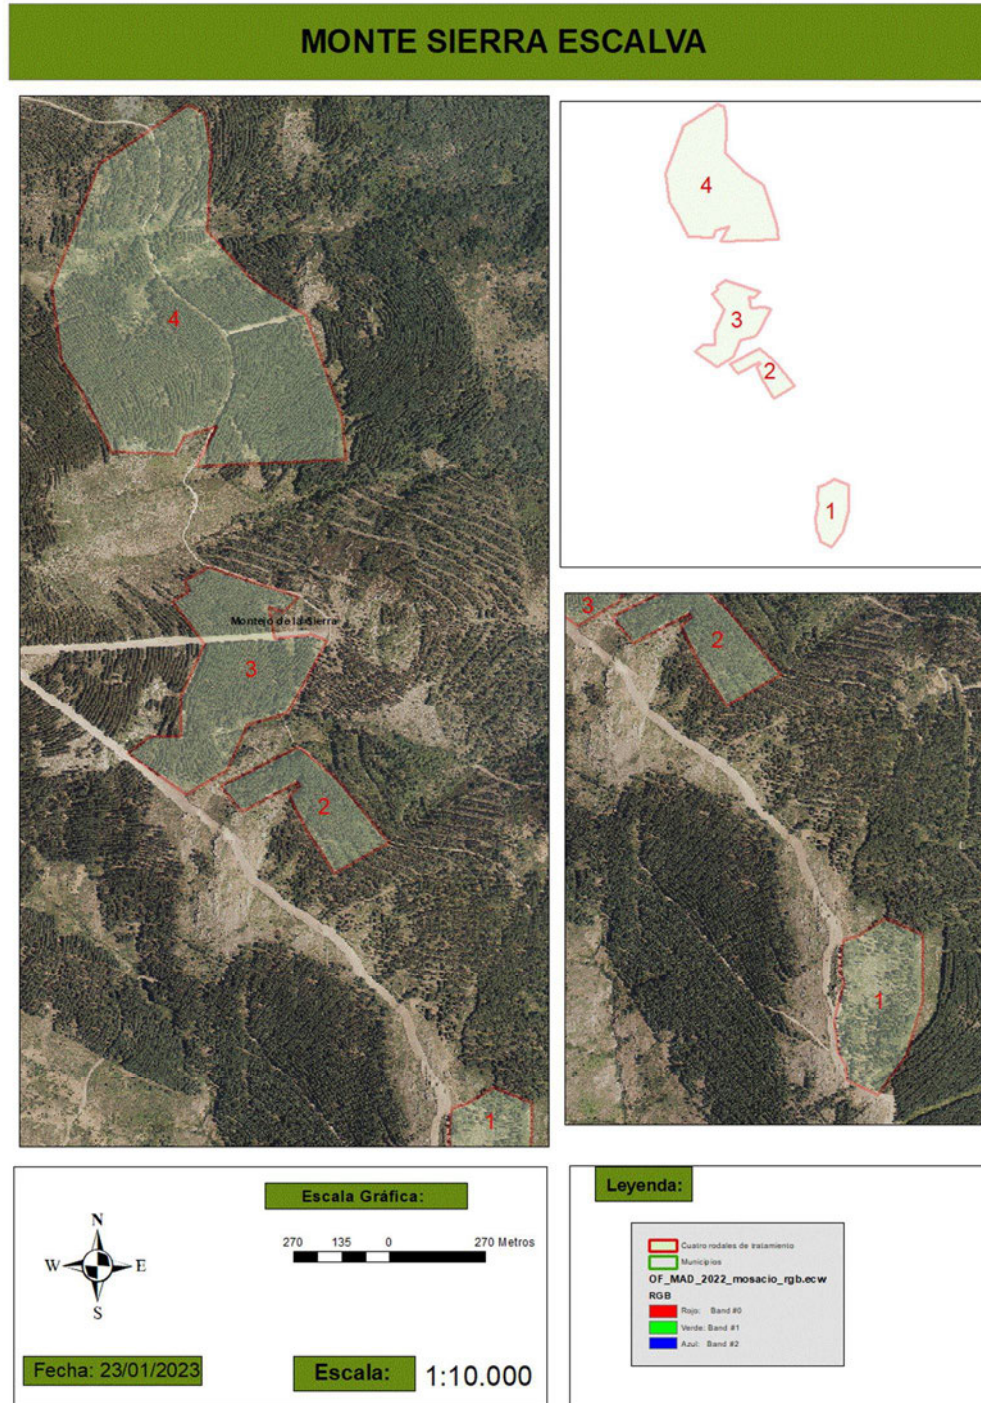 MONTE SIERRA ESCALVA
4
Montejo de la Sierra
3
2
1
4
3
2
1
3
2
1
N
W E
S
Fecha: 23/01/2023
Escala Gráfica:
270 135 0 270 Metros
Escala: 1:10.000
Leyenda:
Cuatro rodales de tratamiento
Municipios
OF_MAD_2022_mosacio_rgb.ecw
RGB
Rojo: Band #0
Verde: Band #1
Azul: Band #2